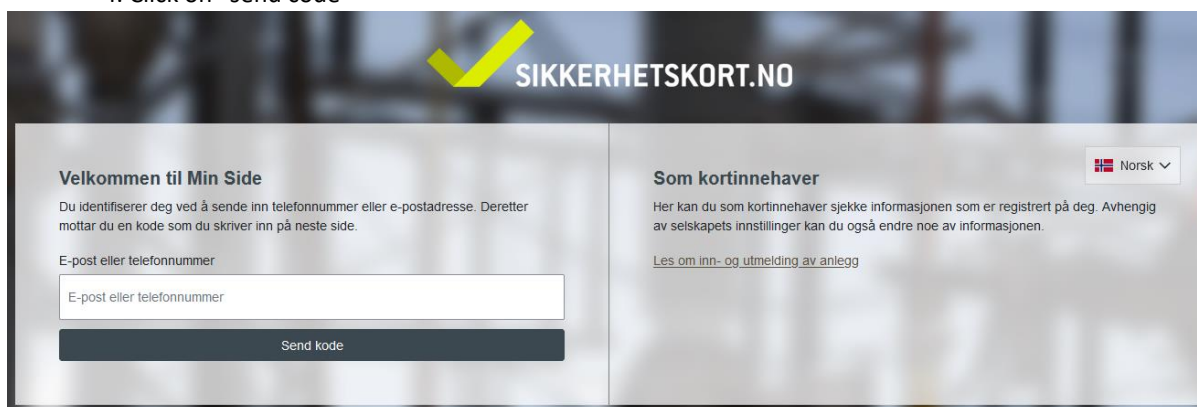 4. Click on "send code"
SIKKERHETSKORT.NO
Velkommen til Min Side
Du identifiserer deg ved å sende inn telefonnummer eller e-postadresse. Deretter
mottar du en kode som du skriver inn på neste side.
E-post eller telefonnummer
E-post eller telefonnummer
Send kode
Norsk
Som kortinnehaver
Her kan du som kortinnehaver sjekke informasjonen som er registrert på deg. Avhengig
av selskapets innstillinger kan du også endre noe av informasjonen.
Les om inn- og utmelding av anlegg